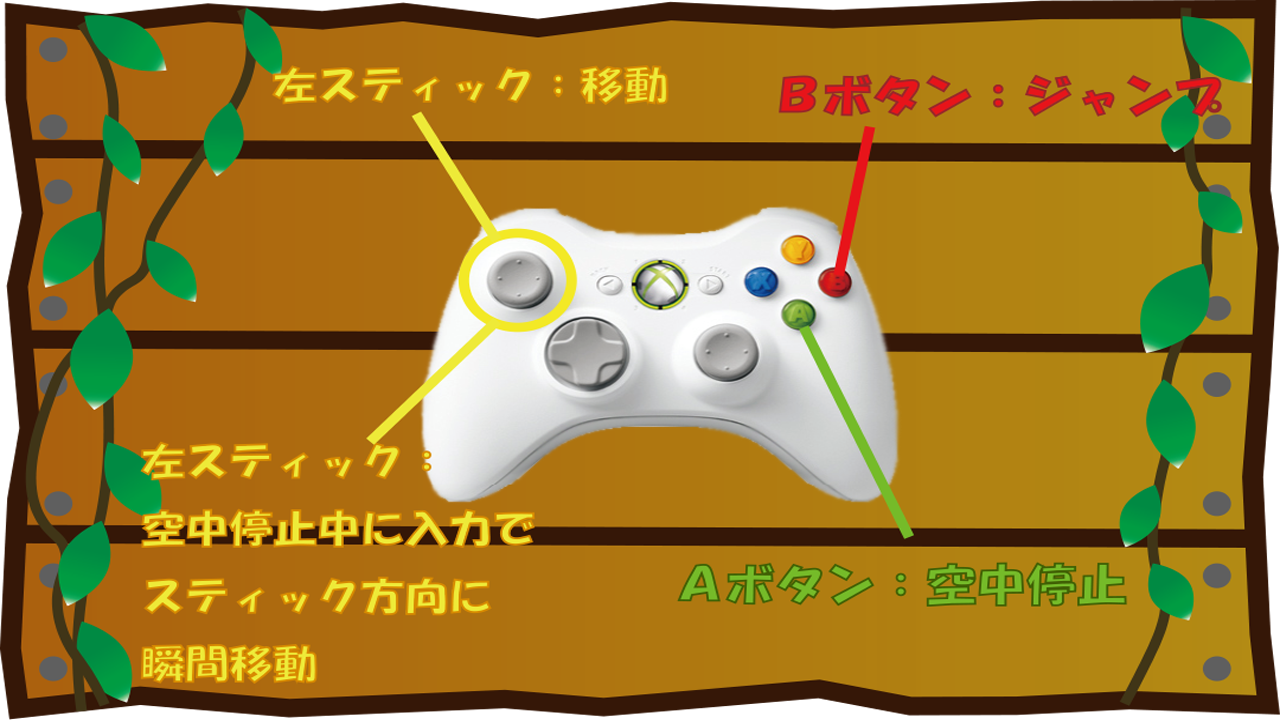 左スティック：移動
Bボタン：ジャンプ
Y
X
B
A
左スティック：
空中停止中に入力で
スティック方向に
瞬間移動
Aボタン：空中停止